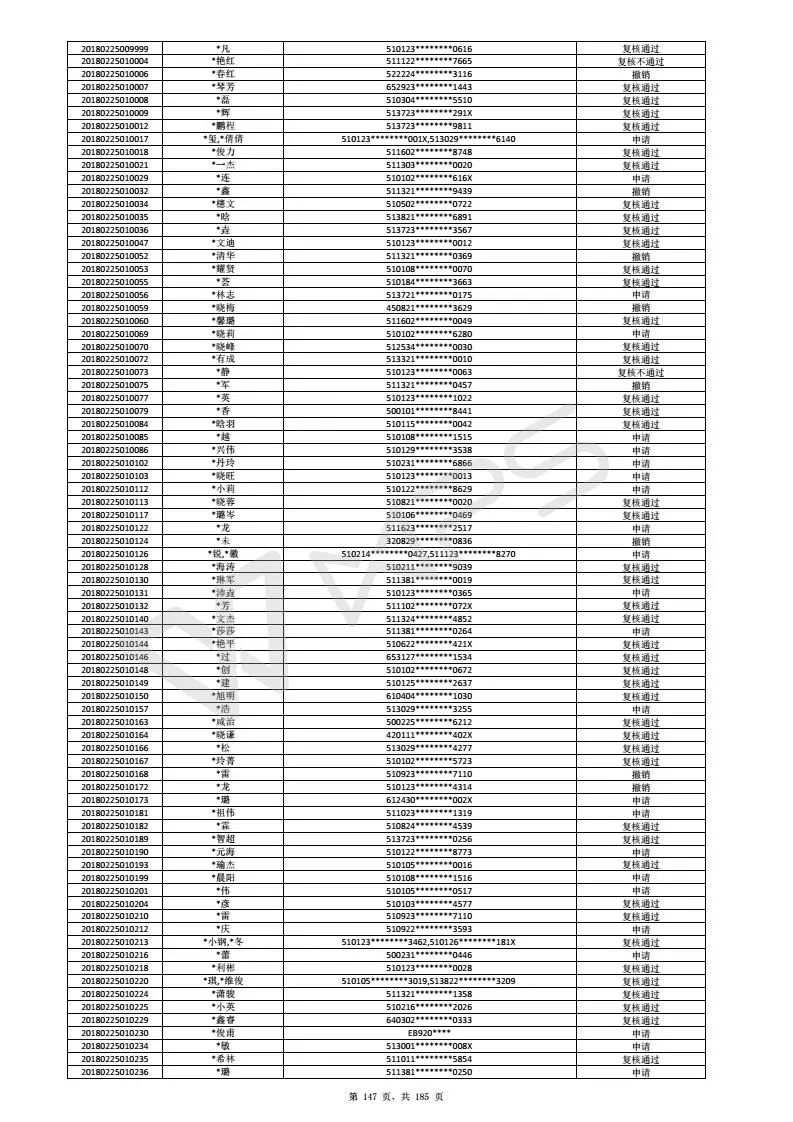 20180225009999 *凡 510123********0616 复核通过
20180225010004 *艳红 511122********7665 复核不通过
20180225010006 *春红 522224********3116 撤销
20180225010007 *琴芳 652923********1443 复核通过
20180225010008 *磊 510304********5510 复核通过
20180225010009 *辉 513723********291X 复核通过
20180225010012 *鹏程 513723********9811 复核通过
20180225010017 *玺,*倩倩 510123********001X,513029********6140 申请
20180225010018 *俊力 511602********8748 复核通过
20180225010021 *一杰 511303********0020 复核通过
20180225010029 *连 510102********616X 申请
20180225010032 *鑫 511321********9439 撤销
20180225010034 *穗文 510502********0722 复核通过
20180225010035 *晗 513821********6891 复核通过
20180225010036 *垚 513723********3567 复核通过
20180225010047 *文迪 510123********0012 复核通过
20180225010052 *清华 511321********0369 撤销
20180225010053 *耀贤 510108********0070 复核通过
20180225010055 *荟 510184********3663 复核通过
20180225010056 *林志 513721********0175 申请
20180225010059 *晓梅 450821********3629 撤销
20180225010060 *馨璐 511602********0049 复核通过
20180225010069 *晓莉 510102********6280 申请
20180225010070 *晓峰 512534********0030 复核通过
20180225010072 *有成 513321********0010 复核通过
20180225010073 *静 510123********0063 复核不通过
20180225010075 *军 511321********0457 撤销
20180225010077 *英 510123********1022 复核通过
20180225010079 *香 500101********8441 复核通过
20180225010084 *晗羽 510115********0042 复核通过
20180225010085 *越 510108********1515 申请
20180225010086 *兴伟 510129********3538 申请
20180225010102 *丹玲 510231********6866 申请
20180225010103 *晓旺 510123********0013 申请
20180225010112 *小莉 510122********8629 申请
20180225010113 *晓蓉 510821********0020 复核通过
20180225010117 *璐岑 510106********0469 复核通过
20180225010122 *龙 511623********2517 申请
20180225010124 *未 320829********0836 撤销
20180225010126 *锐,*徽 510214********0427,511123********8270 申请
20180225010128 *海涛 510211********9039 复核通过
20180225010130 *琳军 511381********0019 复核通过
20180225010131 *沛垚 510123********0365 申请
20180225010132 *芳 511102********072X 复核通过
20180225010140 *文杰 511324********4852 复核通过
20180225010143 *莎莎 511381********0264 申请
20180225010144 *艳平 510622********421X 复核通过
20180225010146 *过 653127********1534 复核通过
20180225010148 *创 510102********0672 复核通过
20180225010149 *建 510125********2637 复核通过
20180225010150 *旭明 610404********1030 复核通过
20180225010157 *浩 513029********3255 申请
20180225010163 *咸治 500225********6212 复核通过
20180225010164 *晓谦 420111********402X 复核通过
20180225010166 *松 513029********4277 复核通过
20180225010167 *玲菁 510102********5723 复核通过
20180225010168 *雷 510923********7110 撤销
20180225010172 *龙 510123********4314 撤销
20180225010173 *璐 612430********002X 申请
20180225010181 *祖伟 511023********1319 申请
20180225010182 *霖 510824********4539 复核通过
20180225010189 *智超 513723********0256 复核通过
20180225010190 *元海 510122********8773 申请
20180225010193 *瑜杰 510105********0016 复核通过
20180225010199 *晨阳 510108********1516 申请
20180225010201 *伟 510105********0517 申请
20180225010204 *彦 510103********4577 复核通过
20180225010210 *雷 510923********7110 复核通过
20180225010212 *庆 510922********3593 申请
20180225010213 *小钢,*冬 510123********3462,510126********181X 复核通过
20180225010216 *蕾 500231********0446 申请
20180225010218 *利彬 510123********0028 复核通过
20180225010220 *琪,*维俊 510105********3019,513822********3209 复核通过
20180225010224 *潇骏 511321********1358 复核通过
20180225010225 *小英 510216********2026 复核通过
20180225010229 *鑫睿 640302********0333 复核通过
20180225010230 *俊甫 EB920**** 申请
20180225010234 *敏 513001********008X 申请
20180225010235 *希林 511011********5854 复核通过
20180225010236 *璐 511381********0250 申请
第 147 页, 共 185 页